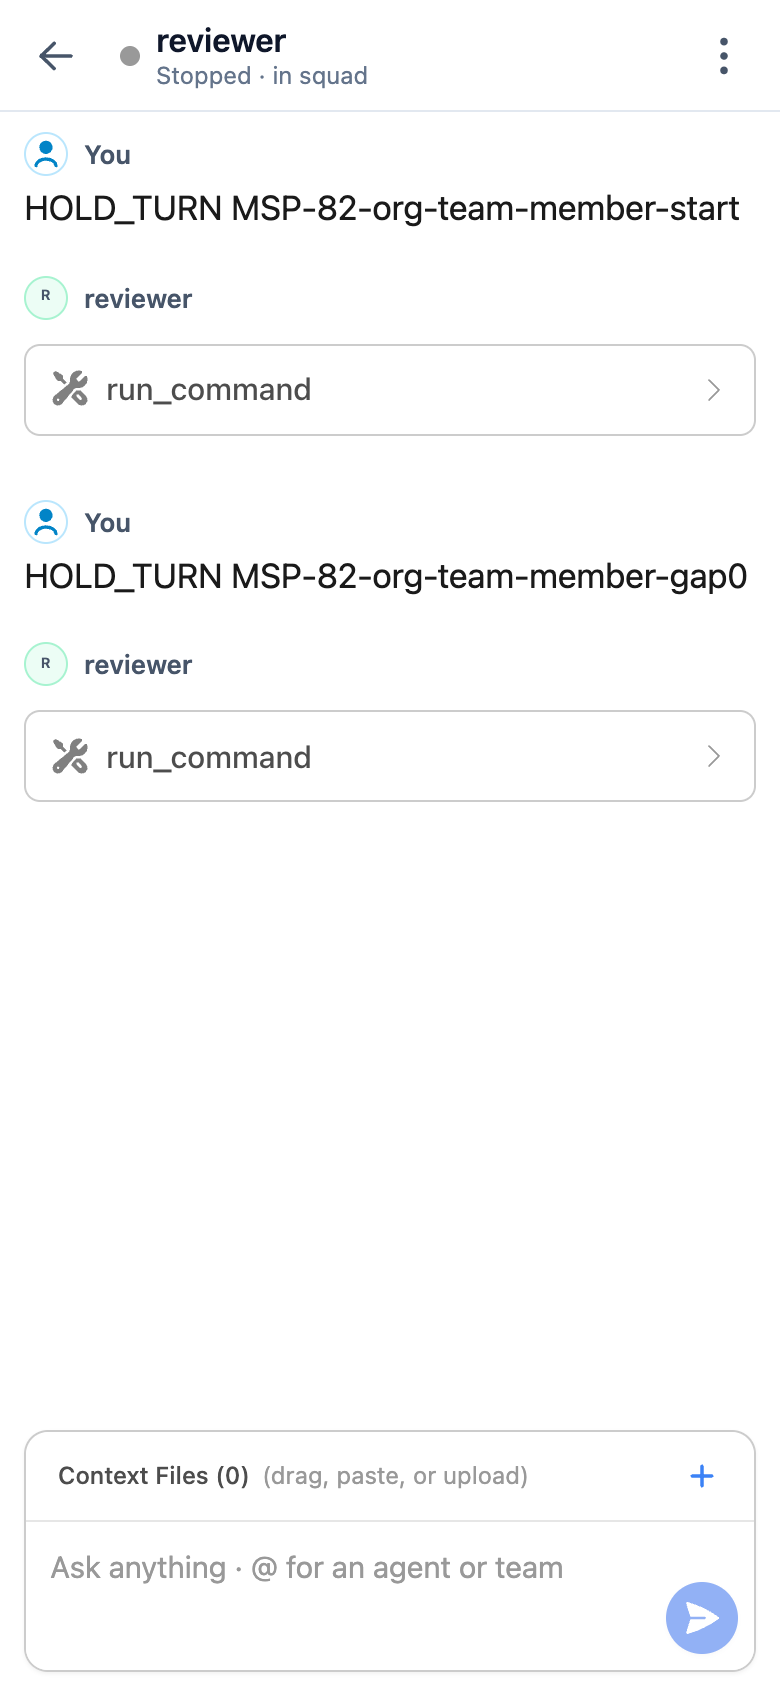 reviewer
Stopped · in squad
You
HOLD_TURN MSP-82-org-team-member-start
R
reviewer
run_command
You
HOLD_TURN MSP-82-org-team-member-gap0
R
reviewer
run_command
Context Files (0) (drag, paste, or upload)
Ask anything · @ for an agent or team